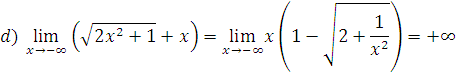 d) lim_{x→−∞} (√(2x² + 1) + x) = lim_{x→−∞} x (1 − √(2 + 1/x²)) = +∞